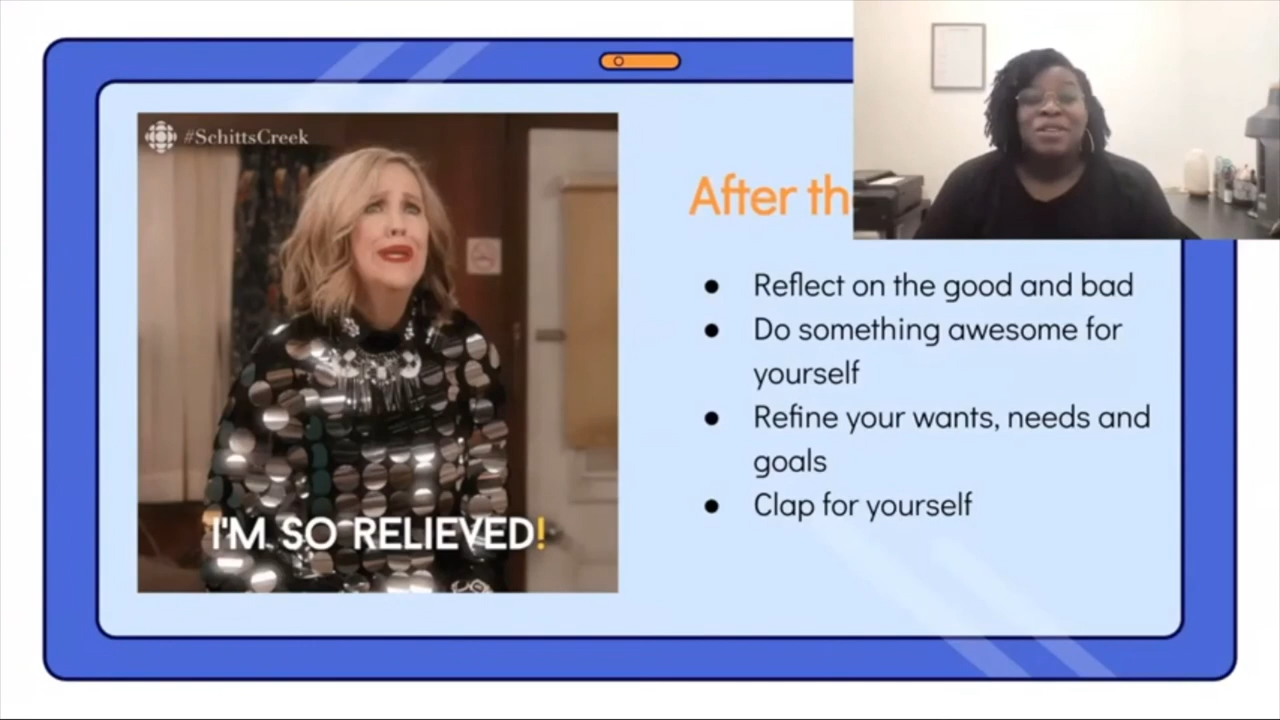 #SchittsCreek
I'M SO RELIEVED!
After th
Reflect on the good and bad
Do something awesome for
yourself
Refine your wants, needs and
goals
Clap for yourself